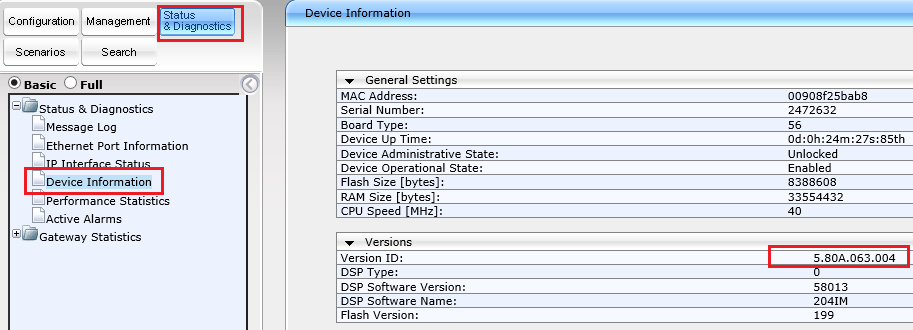 Configuration
Management
Status
& Diagnostics
Scenarios
Search
Basic Full
Status & Diagnostics
Message Log
Ethernet Port Information
IP Interface Status
Device Information
Performance Statistics
Active Alarms
Gateway Statistics
Device Information
General Settings
MAC Address: 00908f25bab8
Serial Number: 2472632
Board Type: 56
Device Up Time: 0d:0h:24m:27s:85th
Device Administrative State: Unlocked
Device Operational State: Enabled
Flash Size [bytes]: 8388608
RAM Size [bytes]: 33554432
CPU Speed [MHz]: 40
Versions
Version ID: 5.80A.063.004
DSP Type: 0
DSP Software Version: 58013
DSP Software Name: 204IM
Flash Version: 199